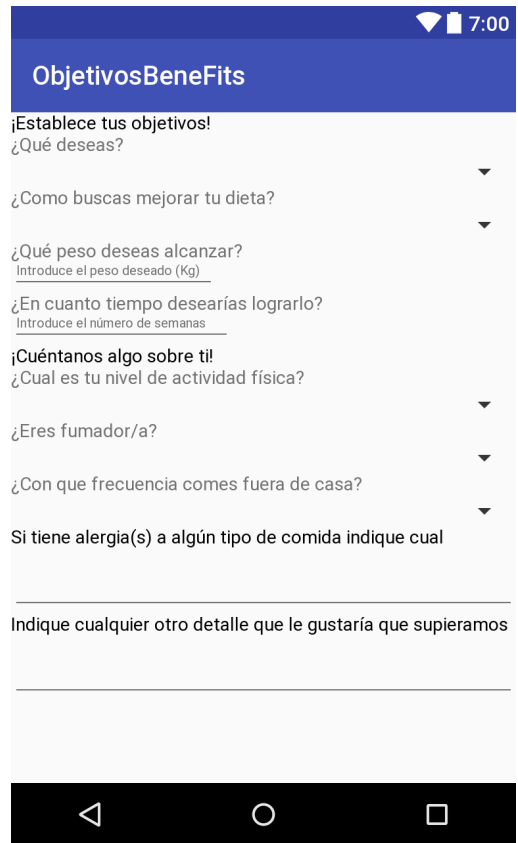 7:00
ObjetivosBeneFits
¡Establece tus objetivos!
¿Qué deseas?
¿Como buscas mejorar tu dieta?
¿Qué peso deseas alcanzar?
Introduce el peso deseado (Kg)
¿En cuanto tiempo desearías lograrlo?
Introduce el número de semanas
¡Cuéntanos algo sobre ti!
¿Cual es tu nivel de actividad física?
¿Eres fumador/a?
¿Con que frecuencia comes fuera de casa?
Si tiene alergia(s) a algún tipo de comida indique cual
Indique cualquier otro detalle que le gustaría que supieramos